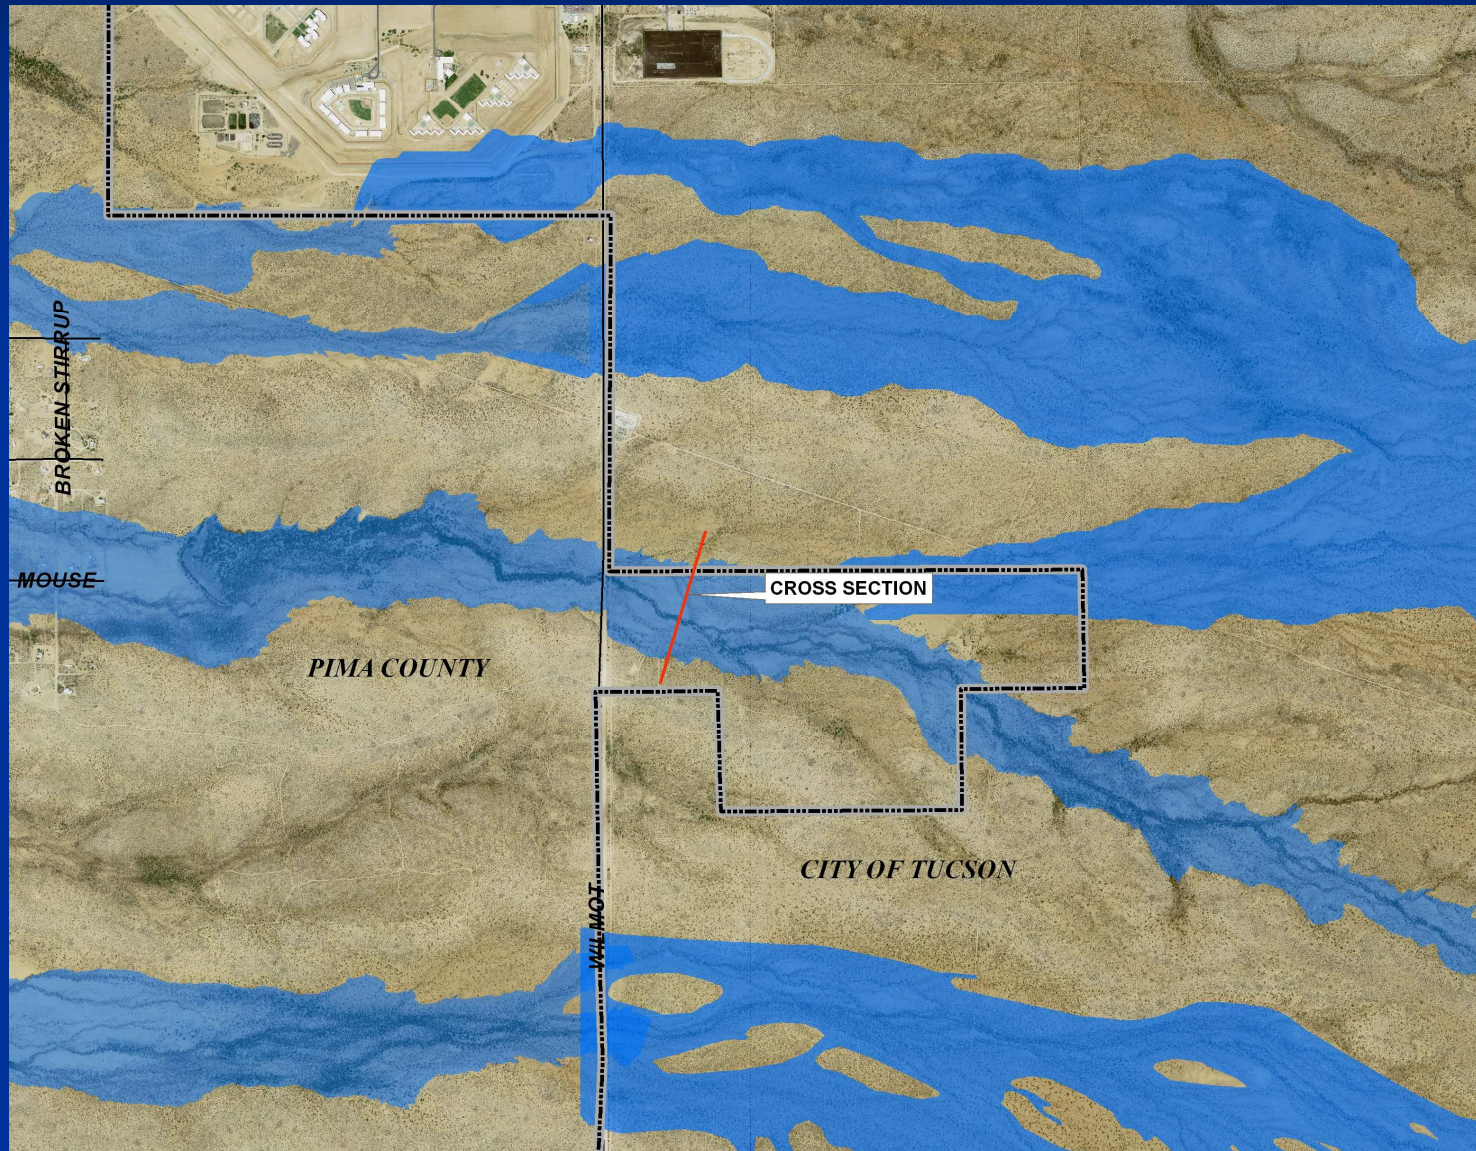 BROKEN STIRRUP
MOUSE
CROSS SECTION
PIMA COUNTY
CITY OF TUCSON
WILMOT